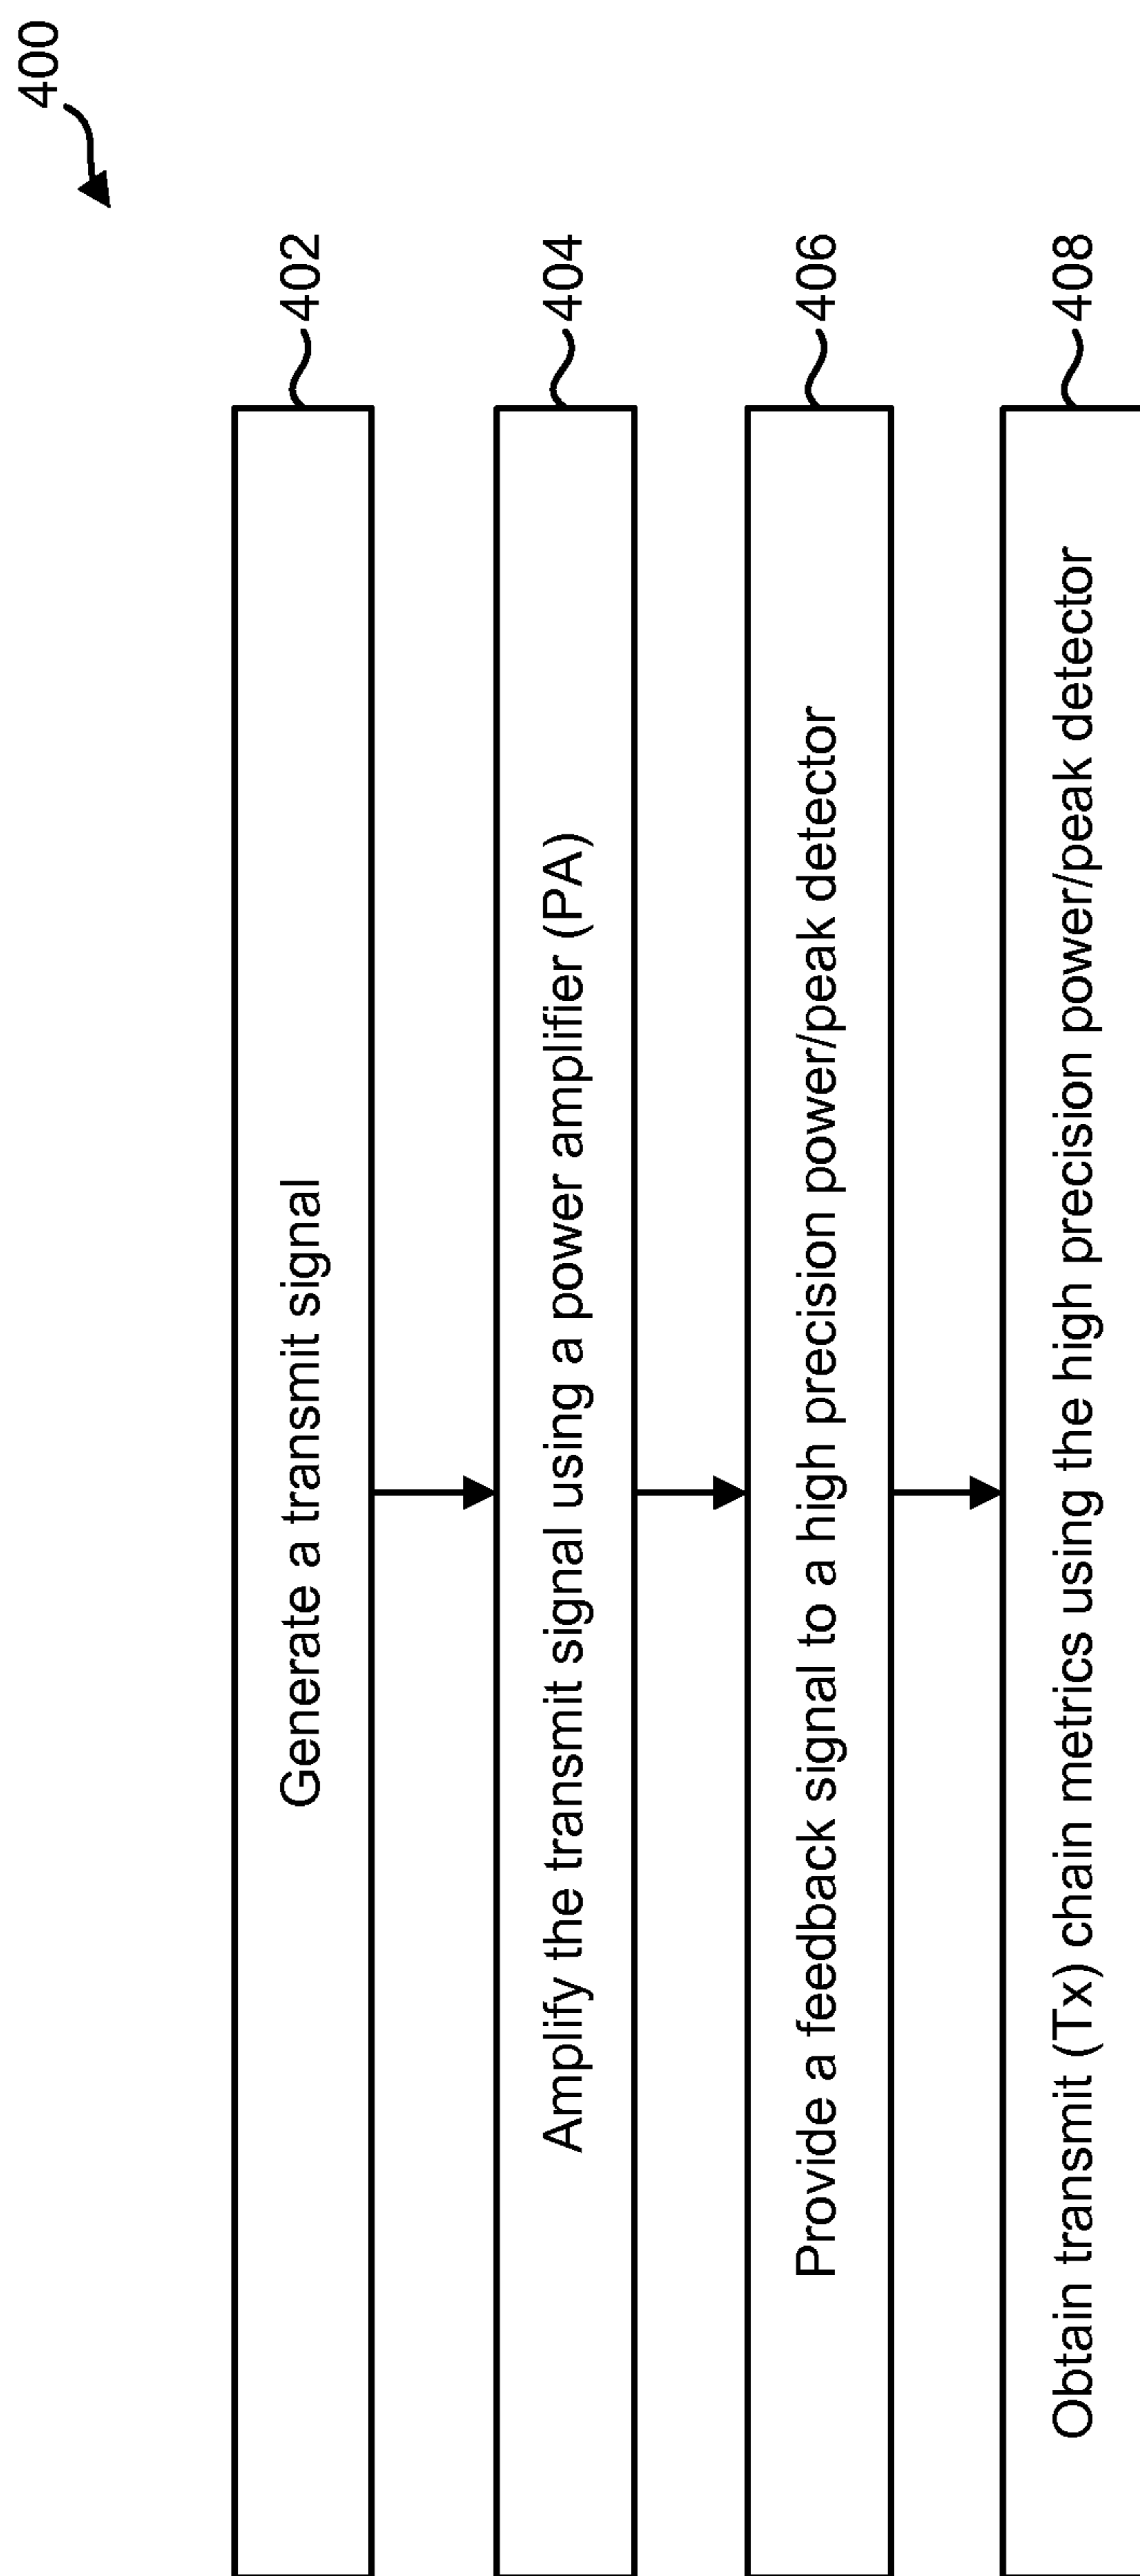 400
Generate a transmit signal
402
Amplify the transmit signal using a power amplifier (PA)
404
Provide a feedback signal to a high precision power/peak detector
406
Obtain transmit (Tx) chain metrics using the high precision power/peak detector
408